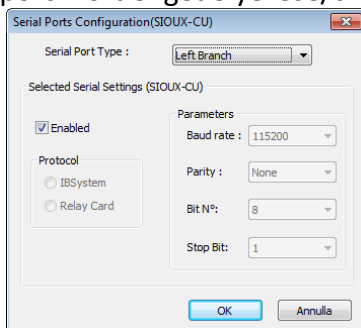 Serial Ports Configuration(SIOUX-CU)
Serial Port Type :
Left Branch
Selected Serial Settings (SIOUX-CU)
Enabled
Protocol
IBSystem
Relay Card
Parameters
Baud rate :
115200
Parity :
None
Bit N°:
8
Stop Bit:
1
OK
Annulla